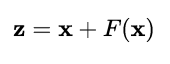 z = x + F(x)